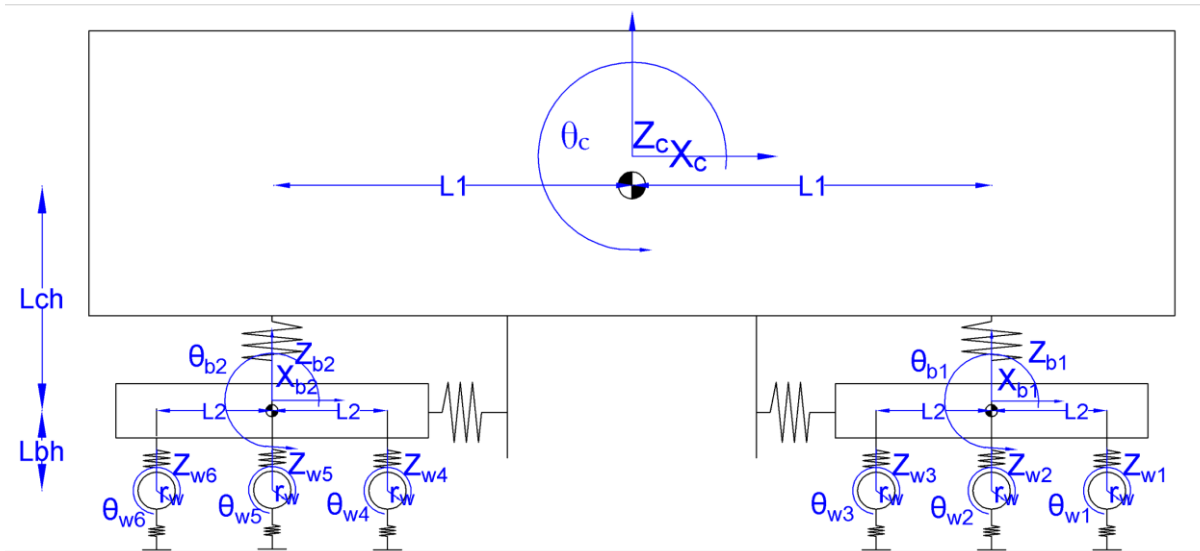 θc
Zc
Xc
L1
L1
Lch
θb2
Zb2
Xb2
θb1
Zb1
Xb1
L2
L2
L2
L2
Lbh
Zw6
Zw5
Zw4
Zw3
Zw2
Zw1
rw
rw
rw
rw
rw
rw
θw6
θw5
θw4
θw3
θw2
θw1